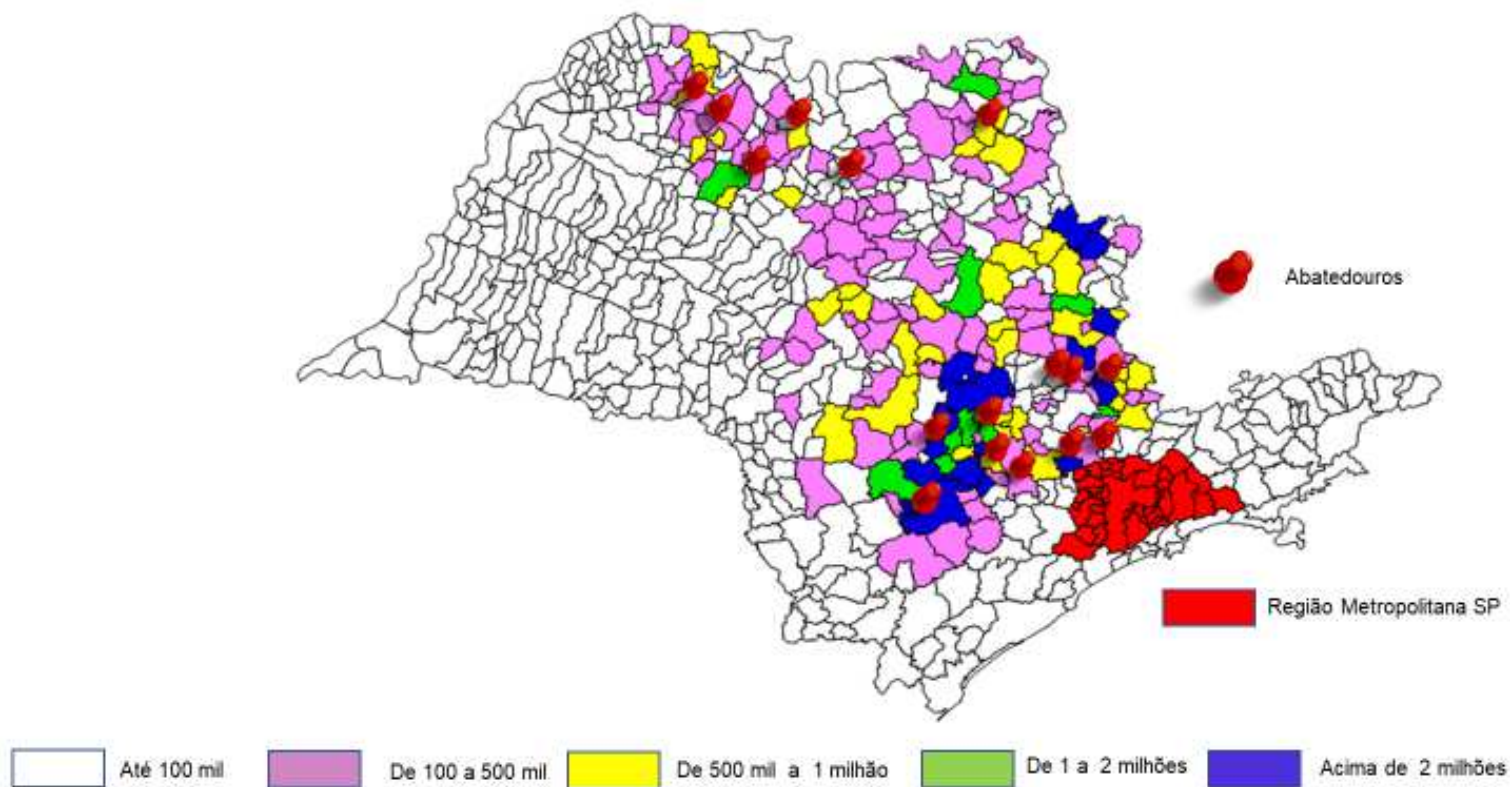 Abatedouros
Região Metropolitana SP
Até 100 mil
De 100 a 500 mil
De 500 mil a 1 milhão
De 1 a 2 milhões
Acima de 2 milhões